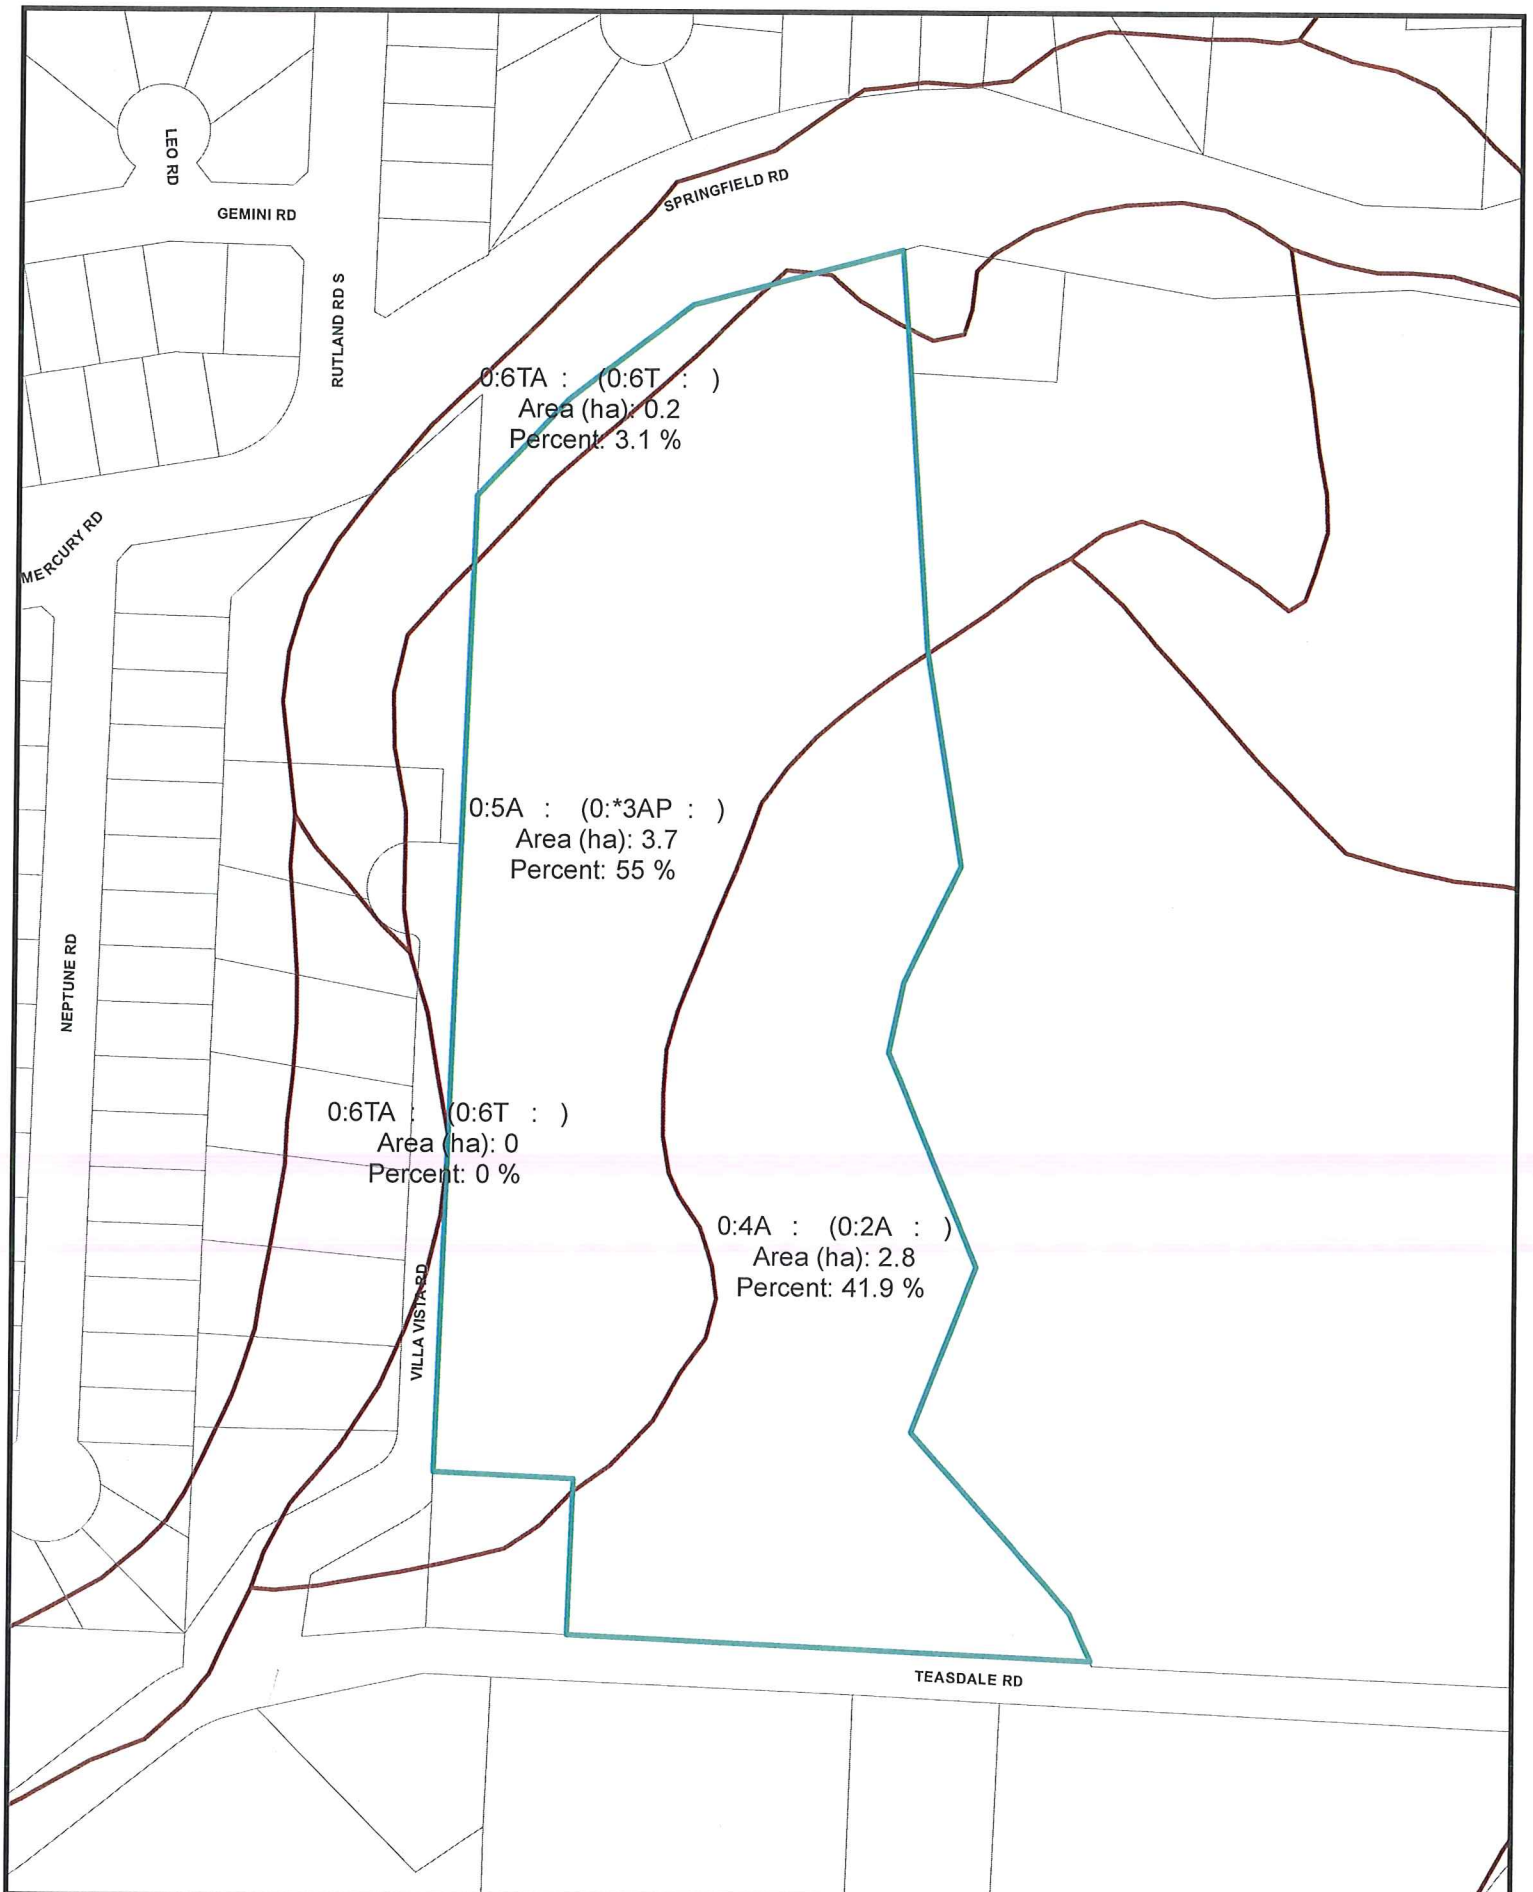 LEO RD
SPRINGFIELD RD
GEMINI RD
RUTLAND RD S
0:6TA : (0:6T : )
Area (ha): 0.2
Percent: 3.1 %
MERCURY RD
0:5A : (0:*3AP : )
Area (ha): 3.7
Percent: 55 %
NEPTUNE RD
0:6TA : (0:6T : )
Area (ha): 0
Percent: 0 %
0:4A : (0:2A : )
Area (ha): 2.8
Percent: 41.9 %
VILLA VISTA RD
TEASDALE RD